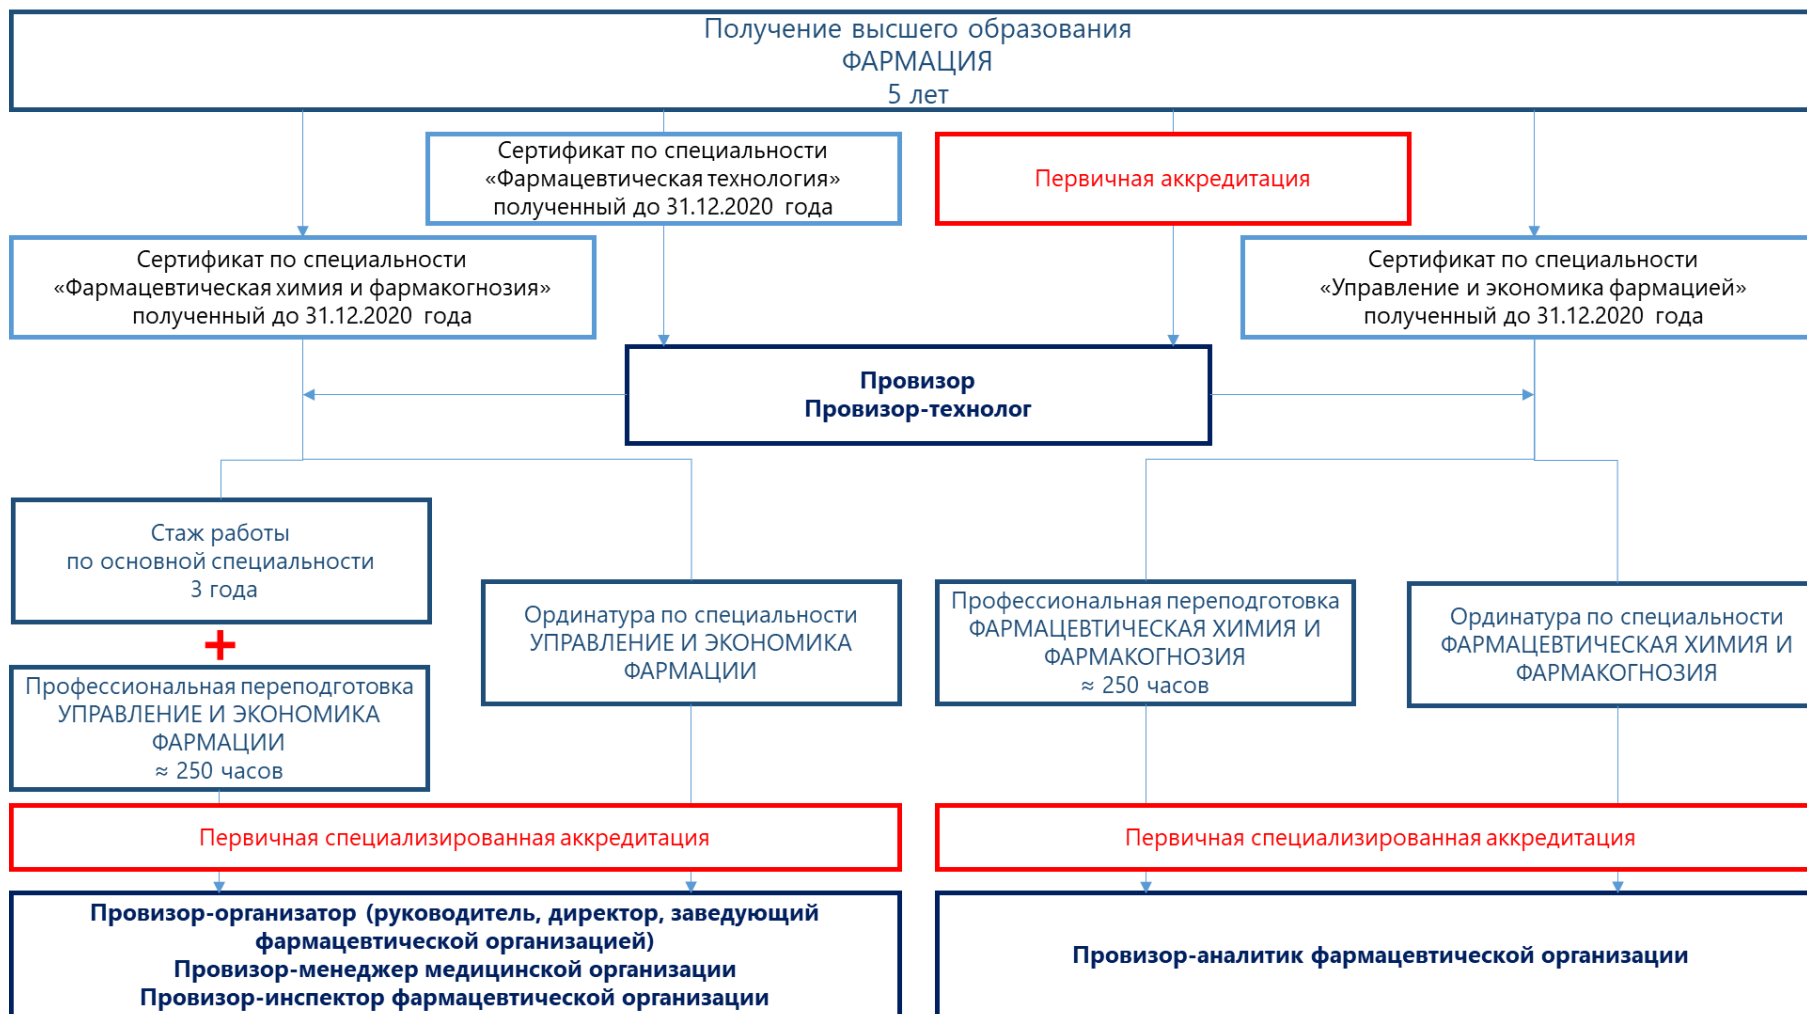 Получение высшего образования
ФАРМАЦИЯ
5 лет
Сертификат по специальности
«Фармацевтическая технология»
полученный до 31.12.2020 года
Первичная аккредитация
Сертификат по специальности
«Фармацевтическая химия и фармакогнозия»
полученный до 31.12.2020 года
Сертификат по специальности
«Управление и экономика фармацией»
полученный до 31.12.2020 года
Провизор
Провизор-технолог
Стаж работы
по основной специальности
3 года
+
Профессиональная переподготовка
УПРАВЛЕНИЕ И ЭКОНОМИКА
ФАРМАЦИИ
≈ 250 часов
Ординатура по специальности
УПРАВЛЕНИЕ И ЭКОНОМИКА
ФАРМАЦИИ
Профессиональная переподготовка
ФАРМАЦЕВТИЧЕСКАЯ ХИМИЯ И
ФАРМАКОГНОЗИЯ
≈ 250 часов
Ординатура по специальности
ФАРМАЦЕВТИЧЕСКАЯ ХИМИЯ И
ФАРМАКОГНОЗИЯ
Первичная специализированная аккредитация
Первичная специализированная аккредитация
Провизор-организатор (руководитель, директор, заведующий
фармацевтической организацией)
Провизор-менеджер медицинской организации
Провизор-инспектор фармацевтической организации
Провизор-аналитик фармацевтической организации